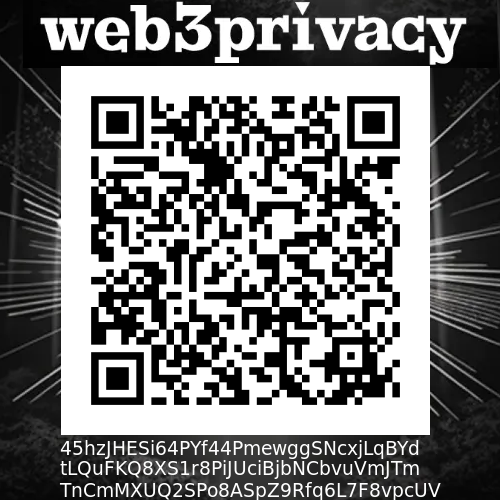 web3privacy
45hzJHESi64PYf44PmewggSNcxjLqBYd
tLQuFKQ8XS1r8PiJUciBjbNCbvuVmJTm
TnCmMXUQ2SPo8ASpZ9Rfq6L7F8vpcUV